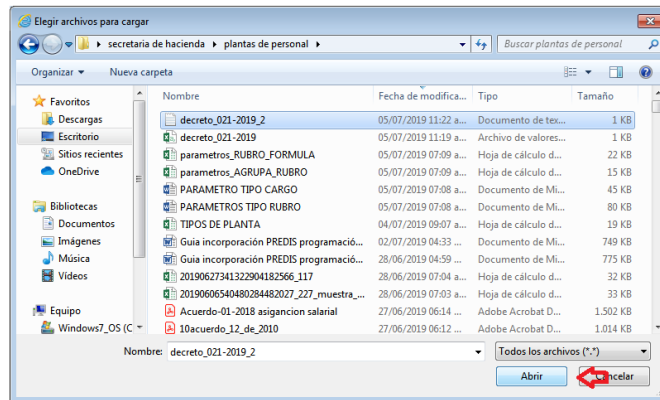 Elegir archivos para cargar
secretaria de hacienda plantas de personal
Buscar plantas de personal
Organizar Nueva carpeta
Nombre Fecha de modifica... Tipo Tamaño
Favoritos
Descargas
Escritorio
Sitios recientes
OneDrive
Bibliotecas
Documentos
Imágenes
Música
Vídeos
Equipo
Windows7_OS (C
decreto_021-2019_2 05/07/2019 11:22 a... Documento de tex... 1 KB
decreto_021-2019 05/07/2019 11:19 a... Archivo de valores... 1 KB
parametros_RUBRO_FORMULA 05/07/2019 07:09 a... Hoja de cálculo d... 22 KB
parametros_AGRUPA_RUBRO 05/07/2019 07:09 a... Hoja de cálculo d... 15 KB
PARAMETRO TIPO CARGO 05/07/2019 07:08 a... Documento de Mi... 45 KB
PARAMETROS TIPO RUBRO 05/07/2019 07:08 a... Documento de Mi... 80 KB
TIPOS DE PLANTA 04/07/2019 09:07 a... Hoja de cálculo d... 19 KB
Guia incorporación PREDIS programació... 02/07/2019 04:33 ... Documento de Mi... 749 KB
Guia incorporación PREDIS programació... 28/06/2019 04:59 ... Documento de Mi... 775 KB
20190627341322904182566_117 28/06/2019 07:04 a... Hoja de cálculo d... 32 KB
20190606540480284482027_227_muestra_... 28/06/2019 07:03 a... Hoja de cálculo d... 33 KB
Acuerdo-01-2018 asigancion salarial 27/06/2019 06:14 ... Adobe Acrobat D... 1.502 KB
10acuerdo_12_de_2010 27/06/2019 06:12 ... Adobe Acrobat D... 1.014 KB
Nombre: decreto_021-2019_2 Todos los archivos (*.*)
Abrir Cancelar